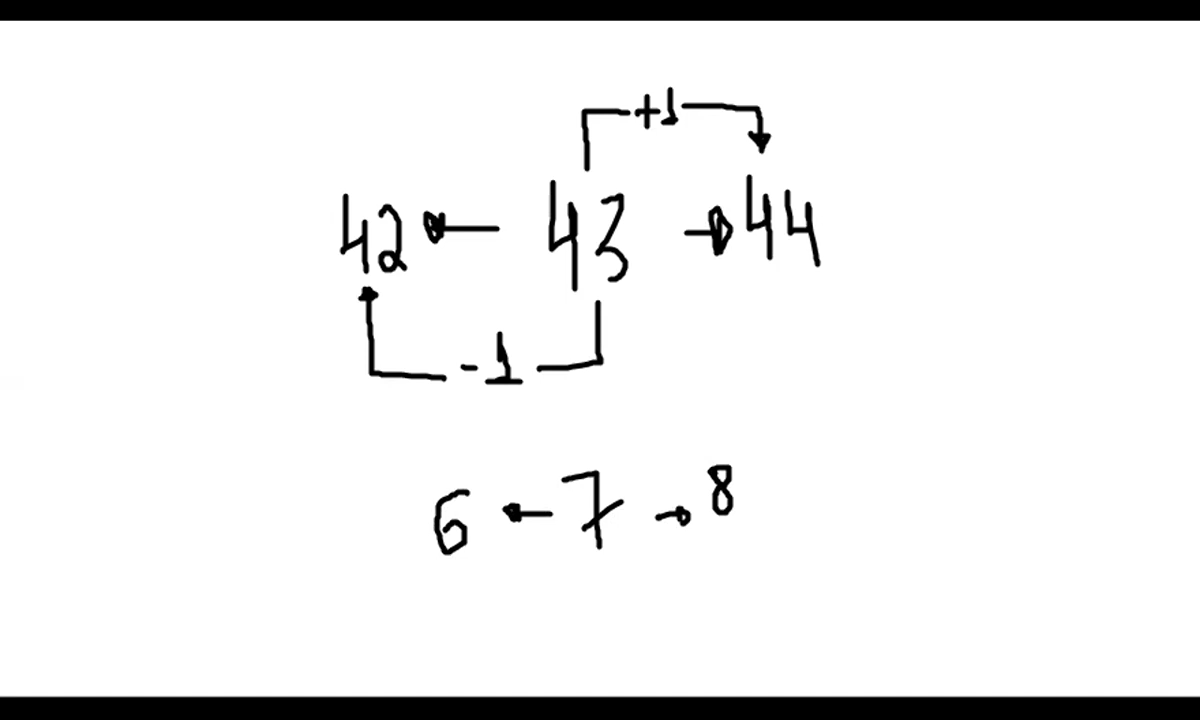 +1
42 ← 43 → 44
-1
6 ← 7 → 8